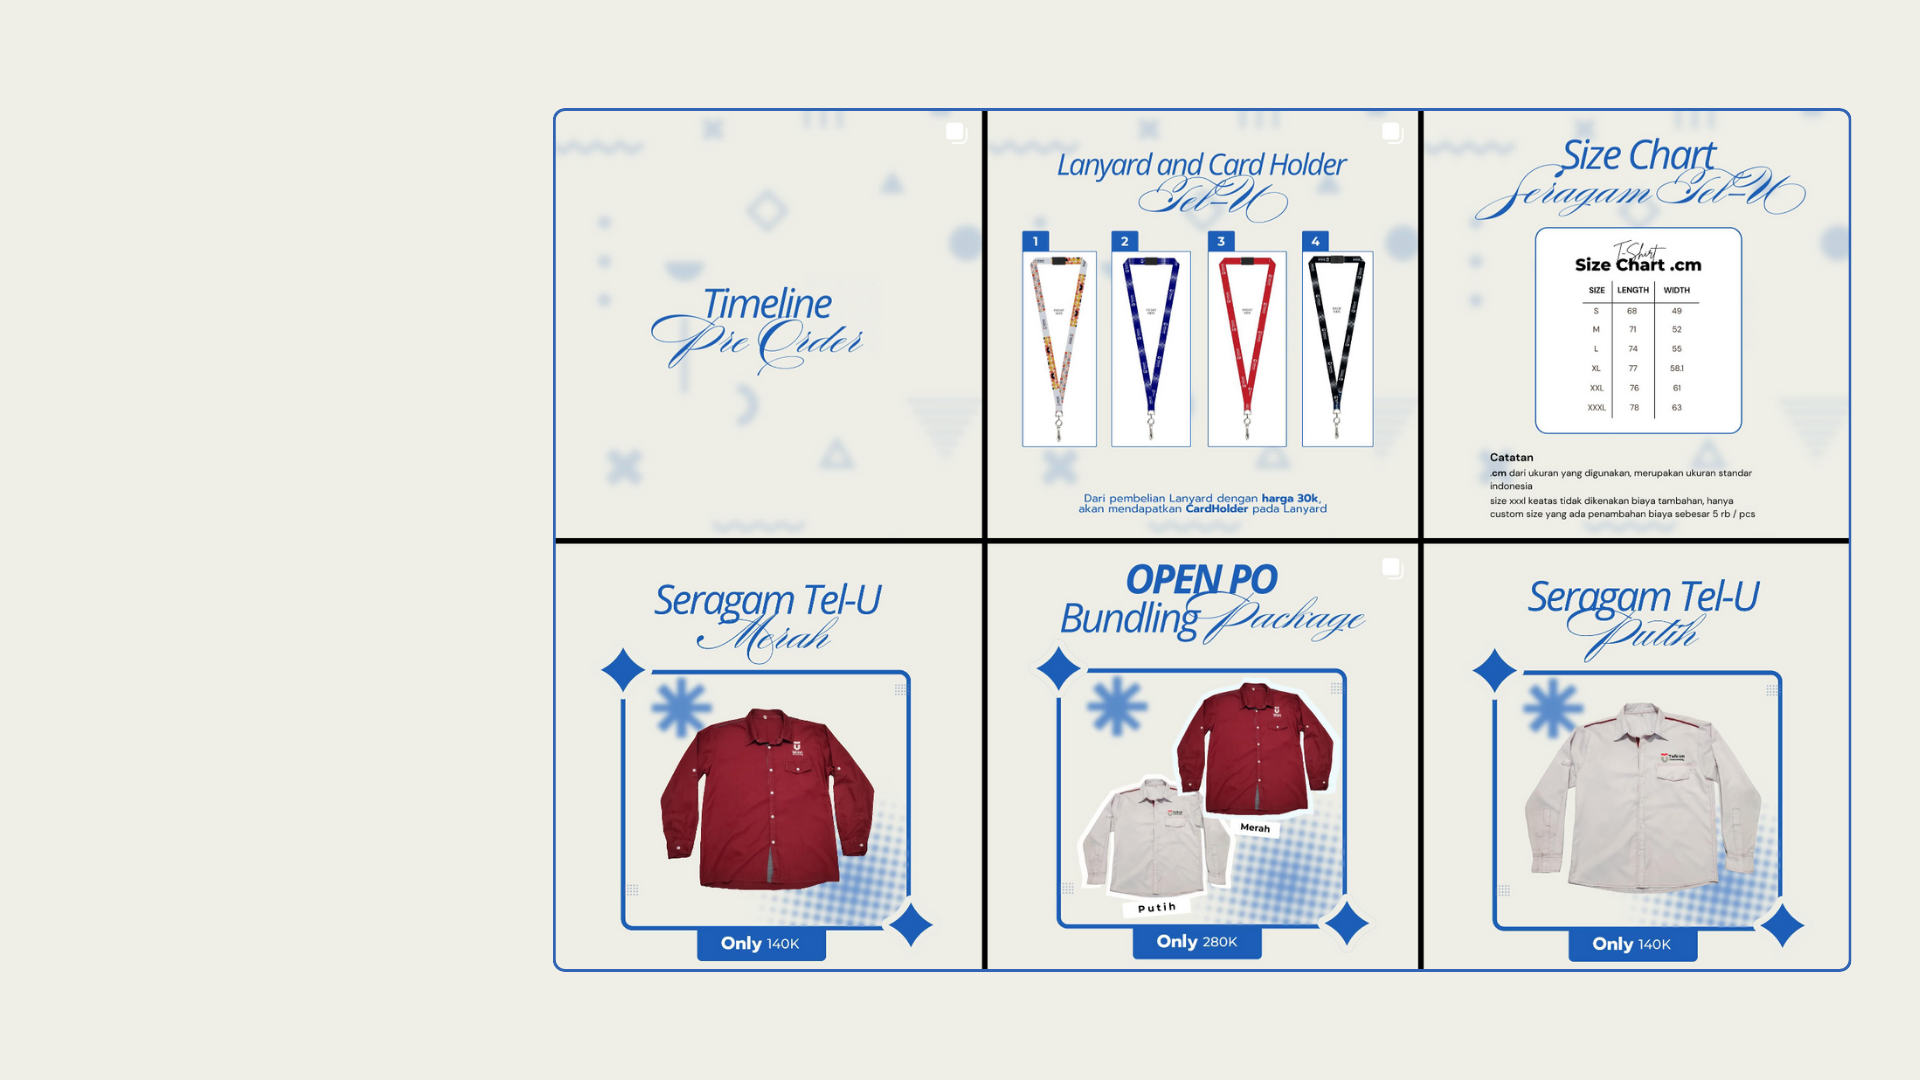 Timeline
Pre Order
Lanyard and Card Holder
Tel-U
1
2
3
4
Dari pembelian Lanyard dengan harga 30k,
akan mendapatkan CardHolder pada Lanyard
Size Chart
Seragam Tel-U
T-Shirt
Size Chart .cm
SIZE LENGTH WIDTH
S 68 49
M 71 52
L 74 55
XL 77 58.1
XXL 76 61
XXXL 78 63
Catatan
.cm dari ukuran yang digunakan, merupakan ukuran standar
indonesia
size xxxl keatas tidak dikenakan biaya tambahan, hanya
custom size yang ada penambahan biaya sebesar 5 rb / pcs
Seragam Tel-U
Merah
Only 140K
OPEN PO
Bundling Package
Merah
Putih
Only 280K
Seragam Tel-U
Putih
Only 140K